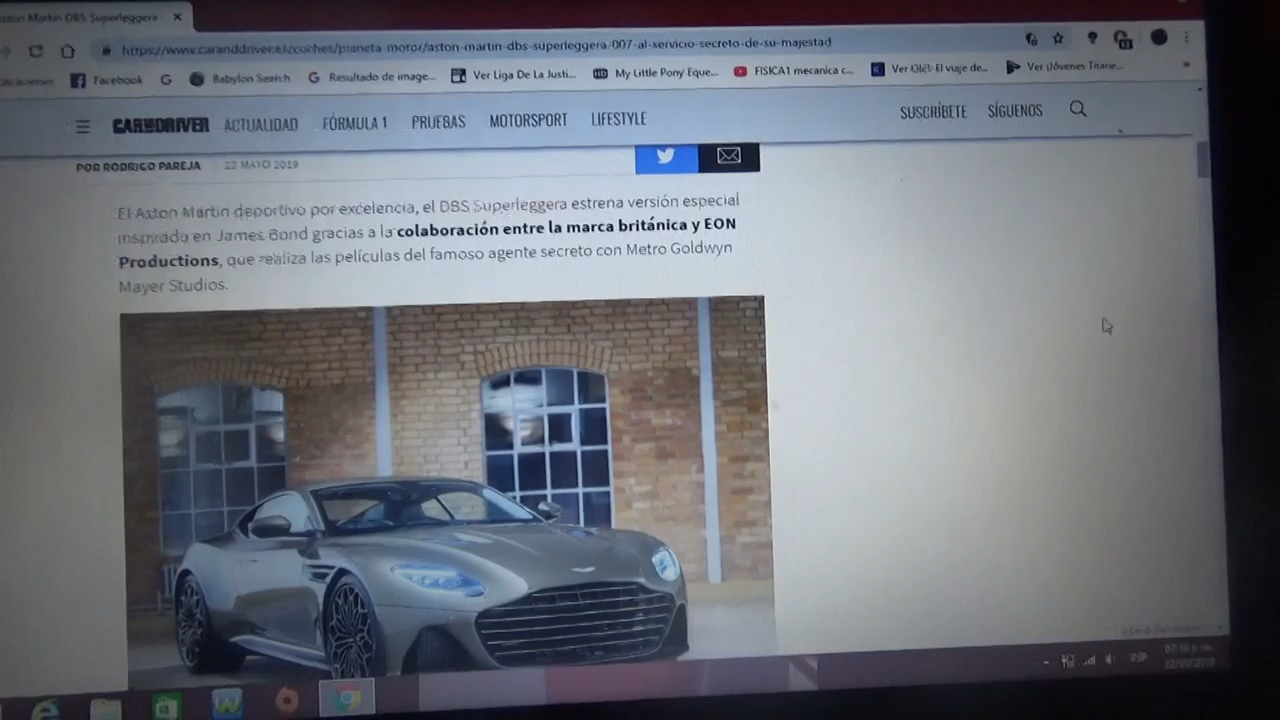 Aston Martin DBS Superleggera
https://www.caranddriver.es/coches/planeta-motor/aston-martin-dbs-superleggera-007-al-servicio-secreto-de-su-majestad
Facebook
Babylon Search
Resultado de image...
Ver Liga De La Justi...
My Little Pony Eque...
FISICA1 mecanica c...
Ver Olé!: El viaje de...
Ver ¡Jóvenes Titane...
CAR AND DRIVER ACTUALIDAD FÓRMULA 1 PRUEBAS MOTORSPORT LIFESTYLE SUSCRÍBETE SÍGUENOS
POR RODRIGO PAREJA 22 MAYO 2019
El Aston Martin deportivo por excelencia, el DBS Superleggera estrena versión especial
inspirado en James Bond gracias a la colaboración entre la marca británica y EON
Productions, que realiza las películas del famoso agente secreto con Metro Goldwyn
Mayer Studios.
ESP